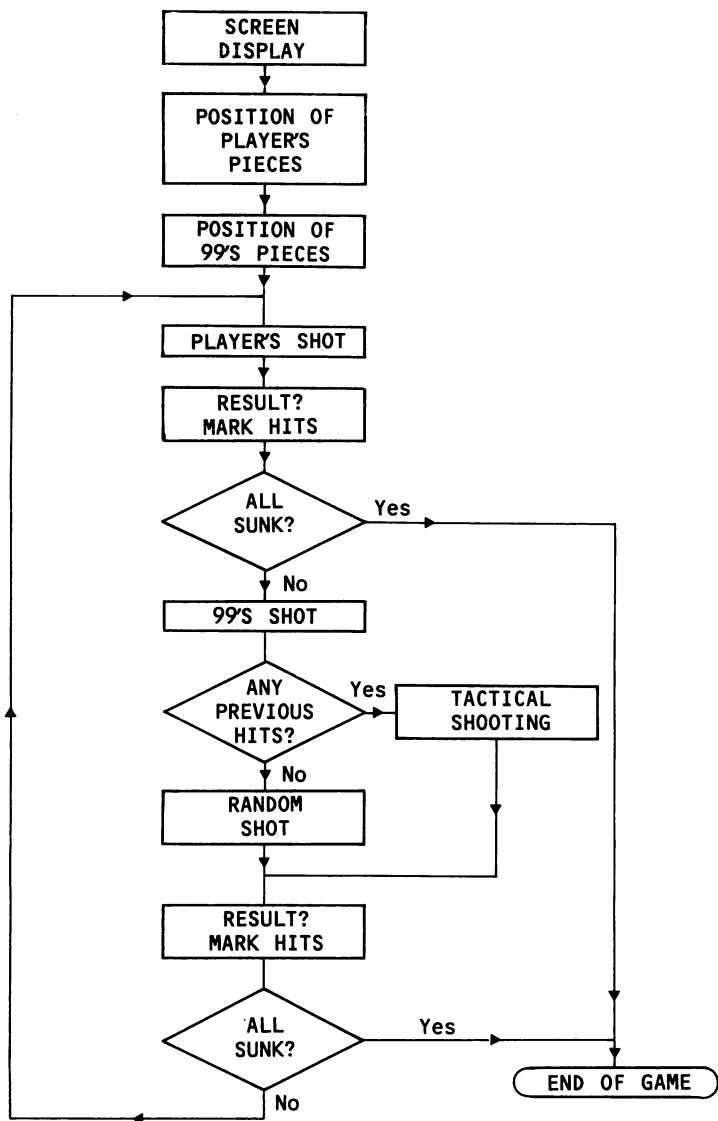 SCREEN
DISPLAY
POSITION OF
PLAYER'S
PIECES
POSITION OF
99'S PIECES
PLAYER'S SHOT
RESULT?
MARK HITS
ALL
SUNK?
Yes
No
99'S SHOT
ANY
PREVIOUS
HITS?
Yes
TACTICAL
SHOOTING
No
RANDOM
SHOT
RESULT?
MARK HITS
ALL
SUNK?
Yes
END OF GAME
No